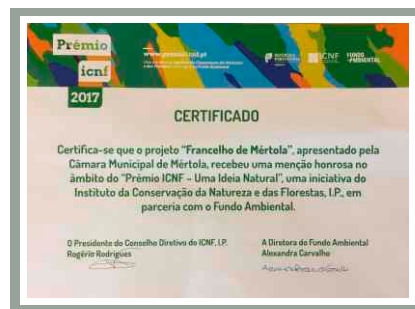 Prémio
icnf
2017
ICNF
FUNDO
AMBIENTAL
CERTIFICADO
Certifica-se que o projeto "Francelho de Mértola", apresentado pela
Câmara Municipal de Mértola, recebeu uma menção honrosa no
âmbito do "Prémio ICNF – Uma Ideia Natural", uma iniciativa do
Instituto da Conservação da Natureza e das Florestas, I.P., em
parceria com o Fundo Ambiental.
O Presidente do Conselho Diretivo do ICNF, I.P.
Rogério Rodrigues
A Diretora do Fundo Ambiental
Alexandra Carvalho